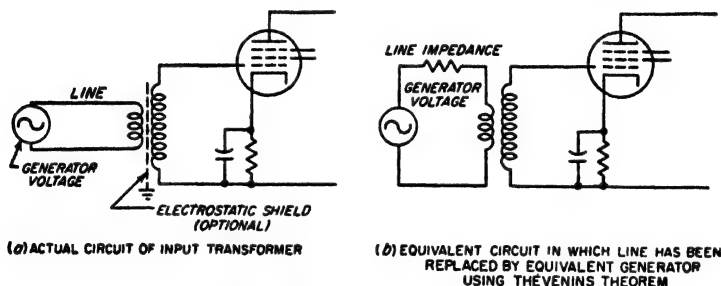 LINE
GENERATOR
VOLTAGE
ELECTROSTATIC SHIELD
(OPTIONAL)
(a) ACTUAL CIRCUIT OF INPUT TRANSFORMER
LINE IMPEDANCE
GENERATOR
VOLTAGE
(b) EQUIVALENT CIRCUIT IN WHICH LINE HAS BEEN
REPLACED BY EQUIVALENT GENERATOR
USING THÉVENINS THEOREM